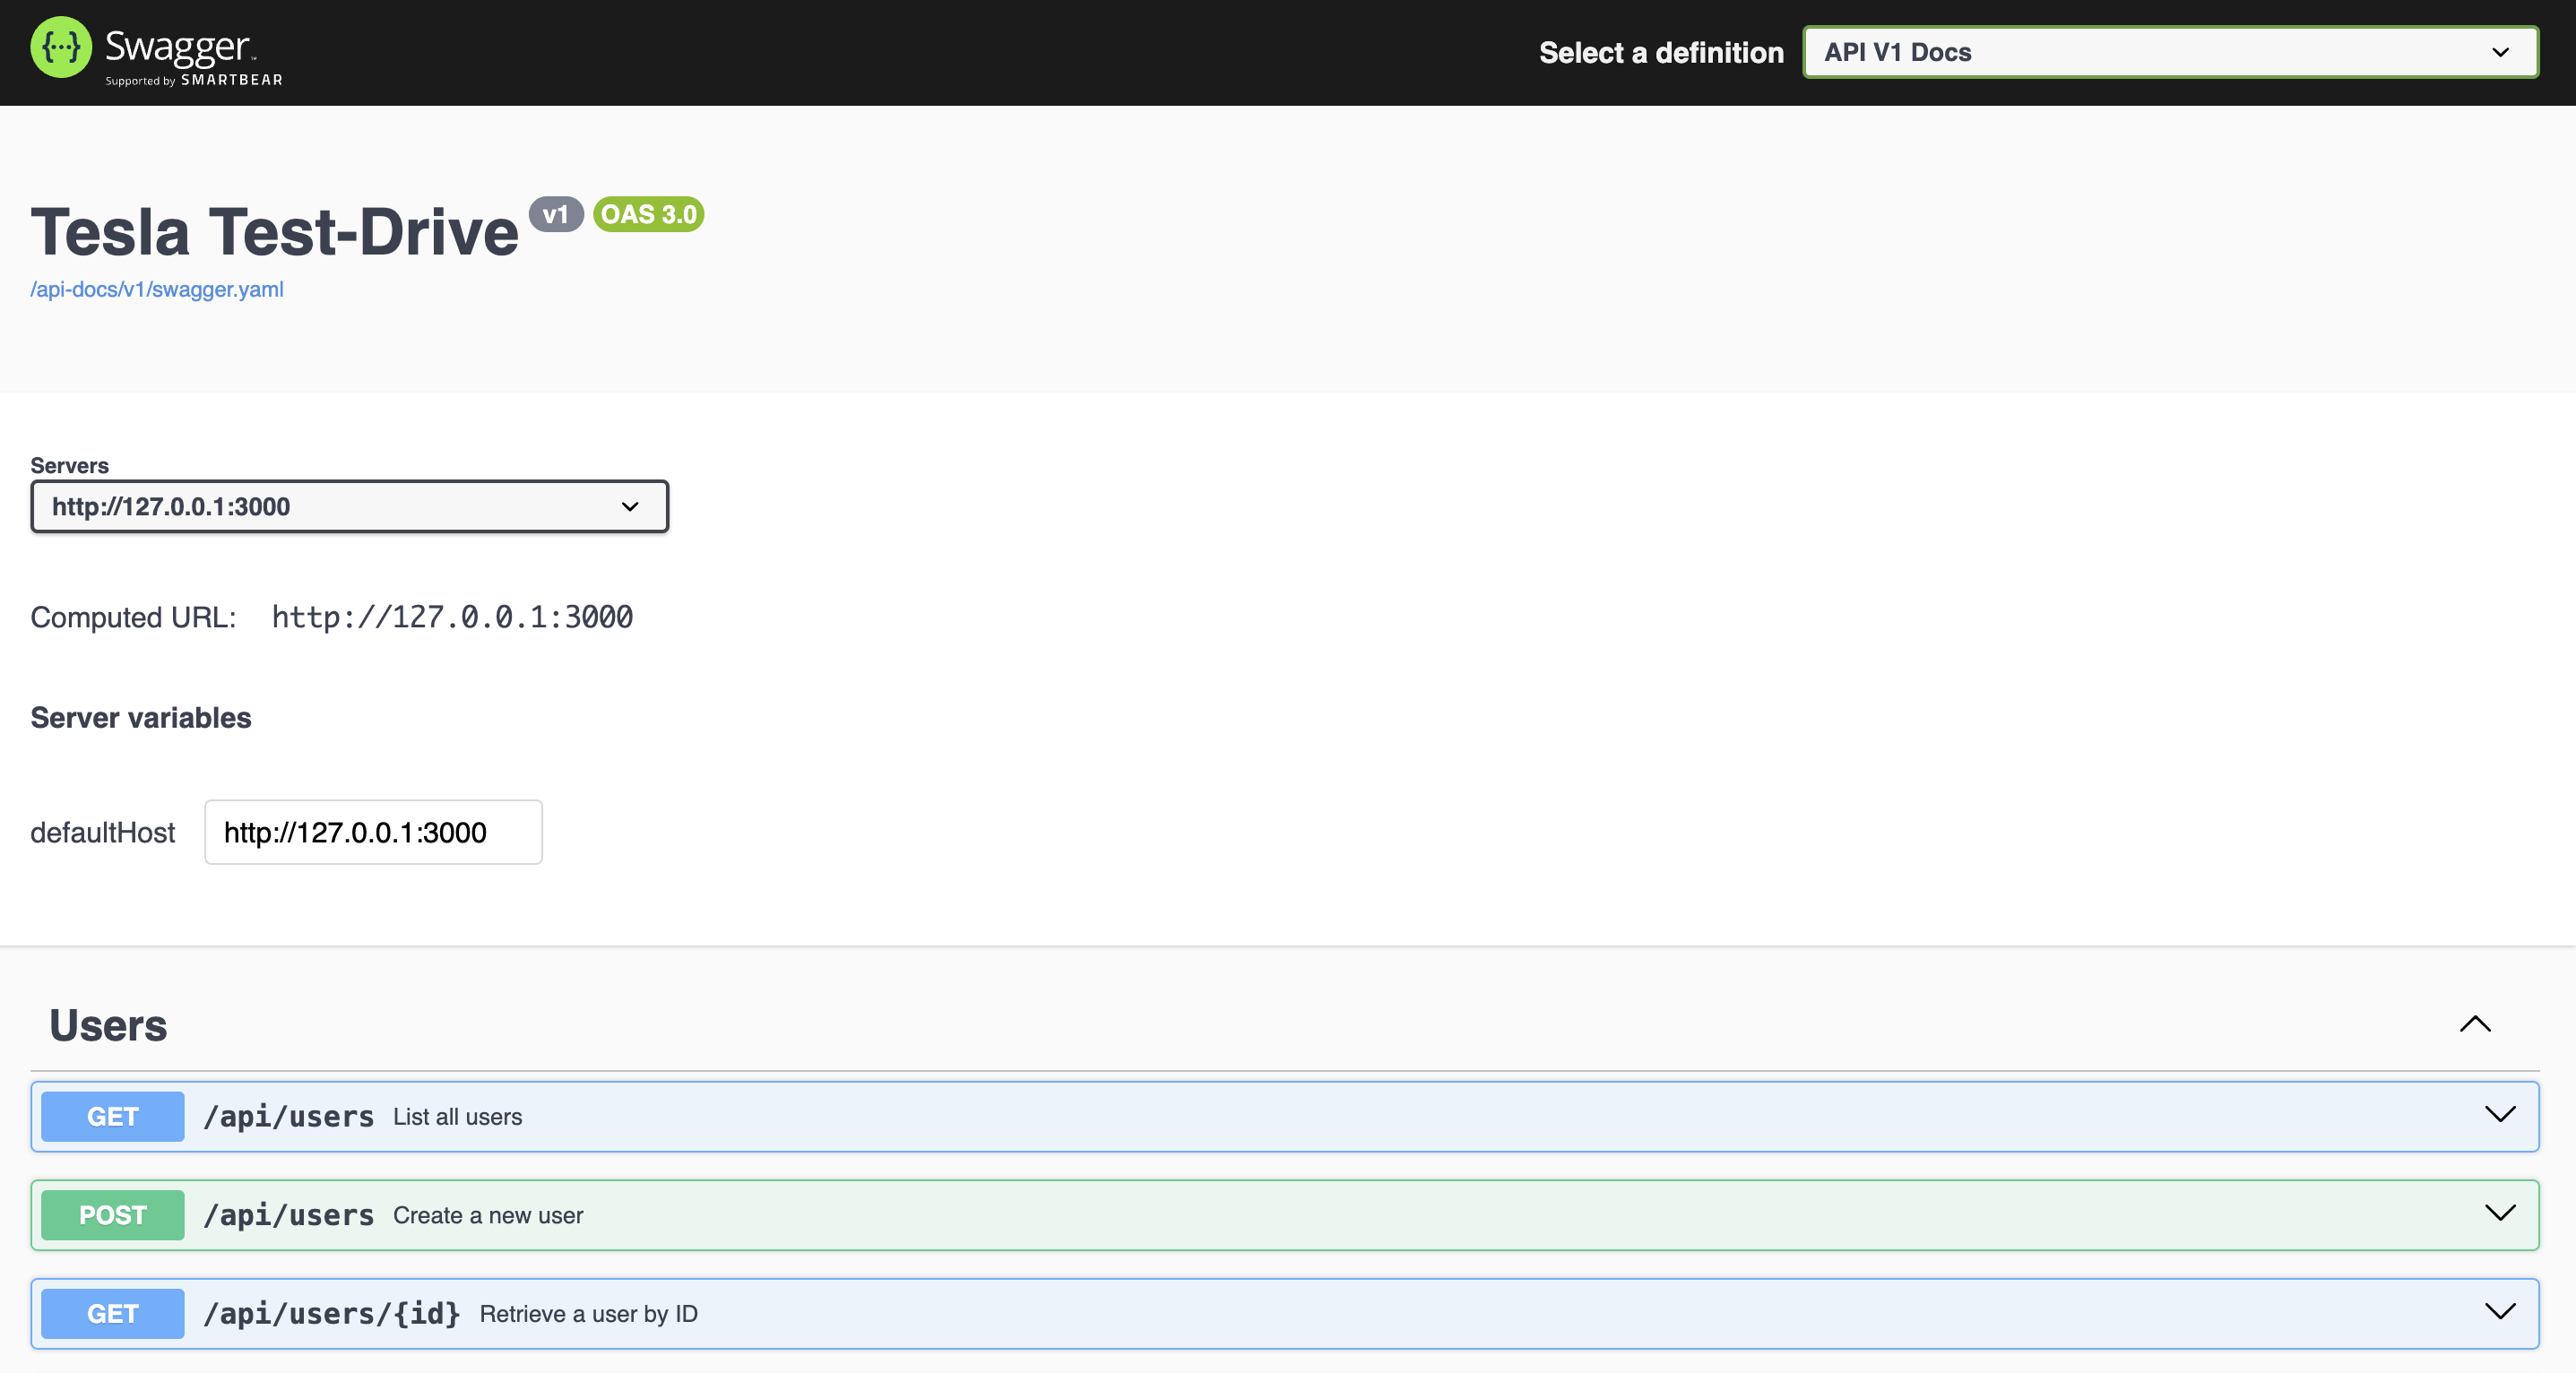 Swagger™
Supported by SMARTBEAR
Select a definition
API V1 Docs
Tesla Test-Drive v1 OAS 3.0
/api-docs/v1/swagger.yaml
Servers
http://127.0.0.1:3000
Computed URL: http://127.0.0.1:3000
Server variables
defaultHost http://127.0.0.1:3000
Users
GET /api/users List all users
POST /api/users Create a new user
GET /api/users/{id} Retrieve a user by ID